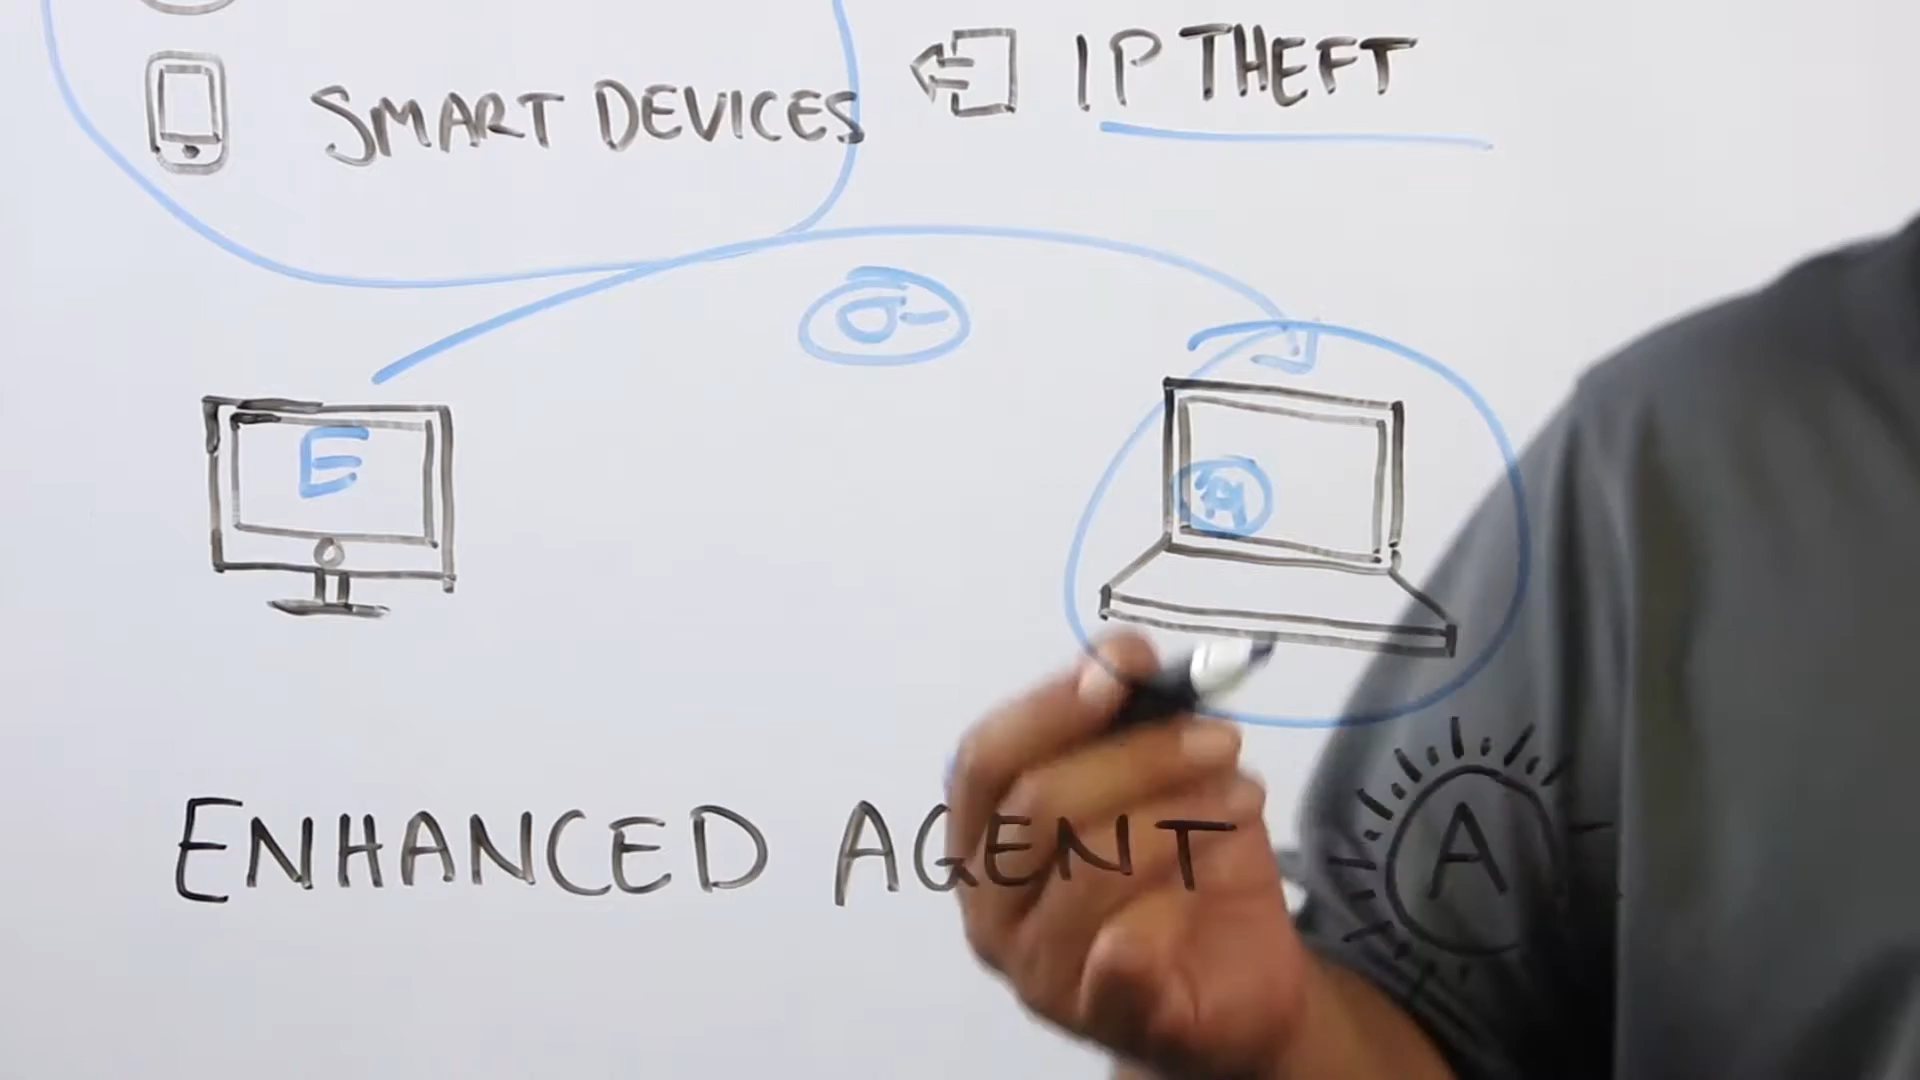 IP THEFT
SMART DEVICES
E
A
ENHANCED AGENT
A